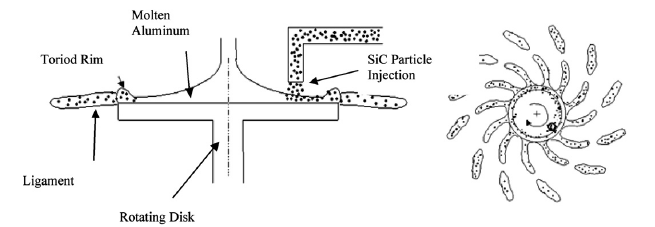 Molten
Aluminum
Toriod Rim
SiC Particle
Injection
Ligament
Rotating Disk